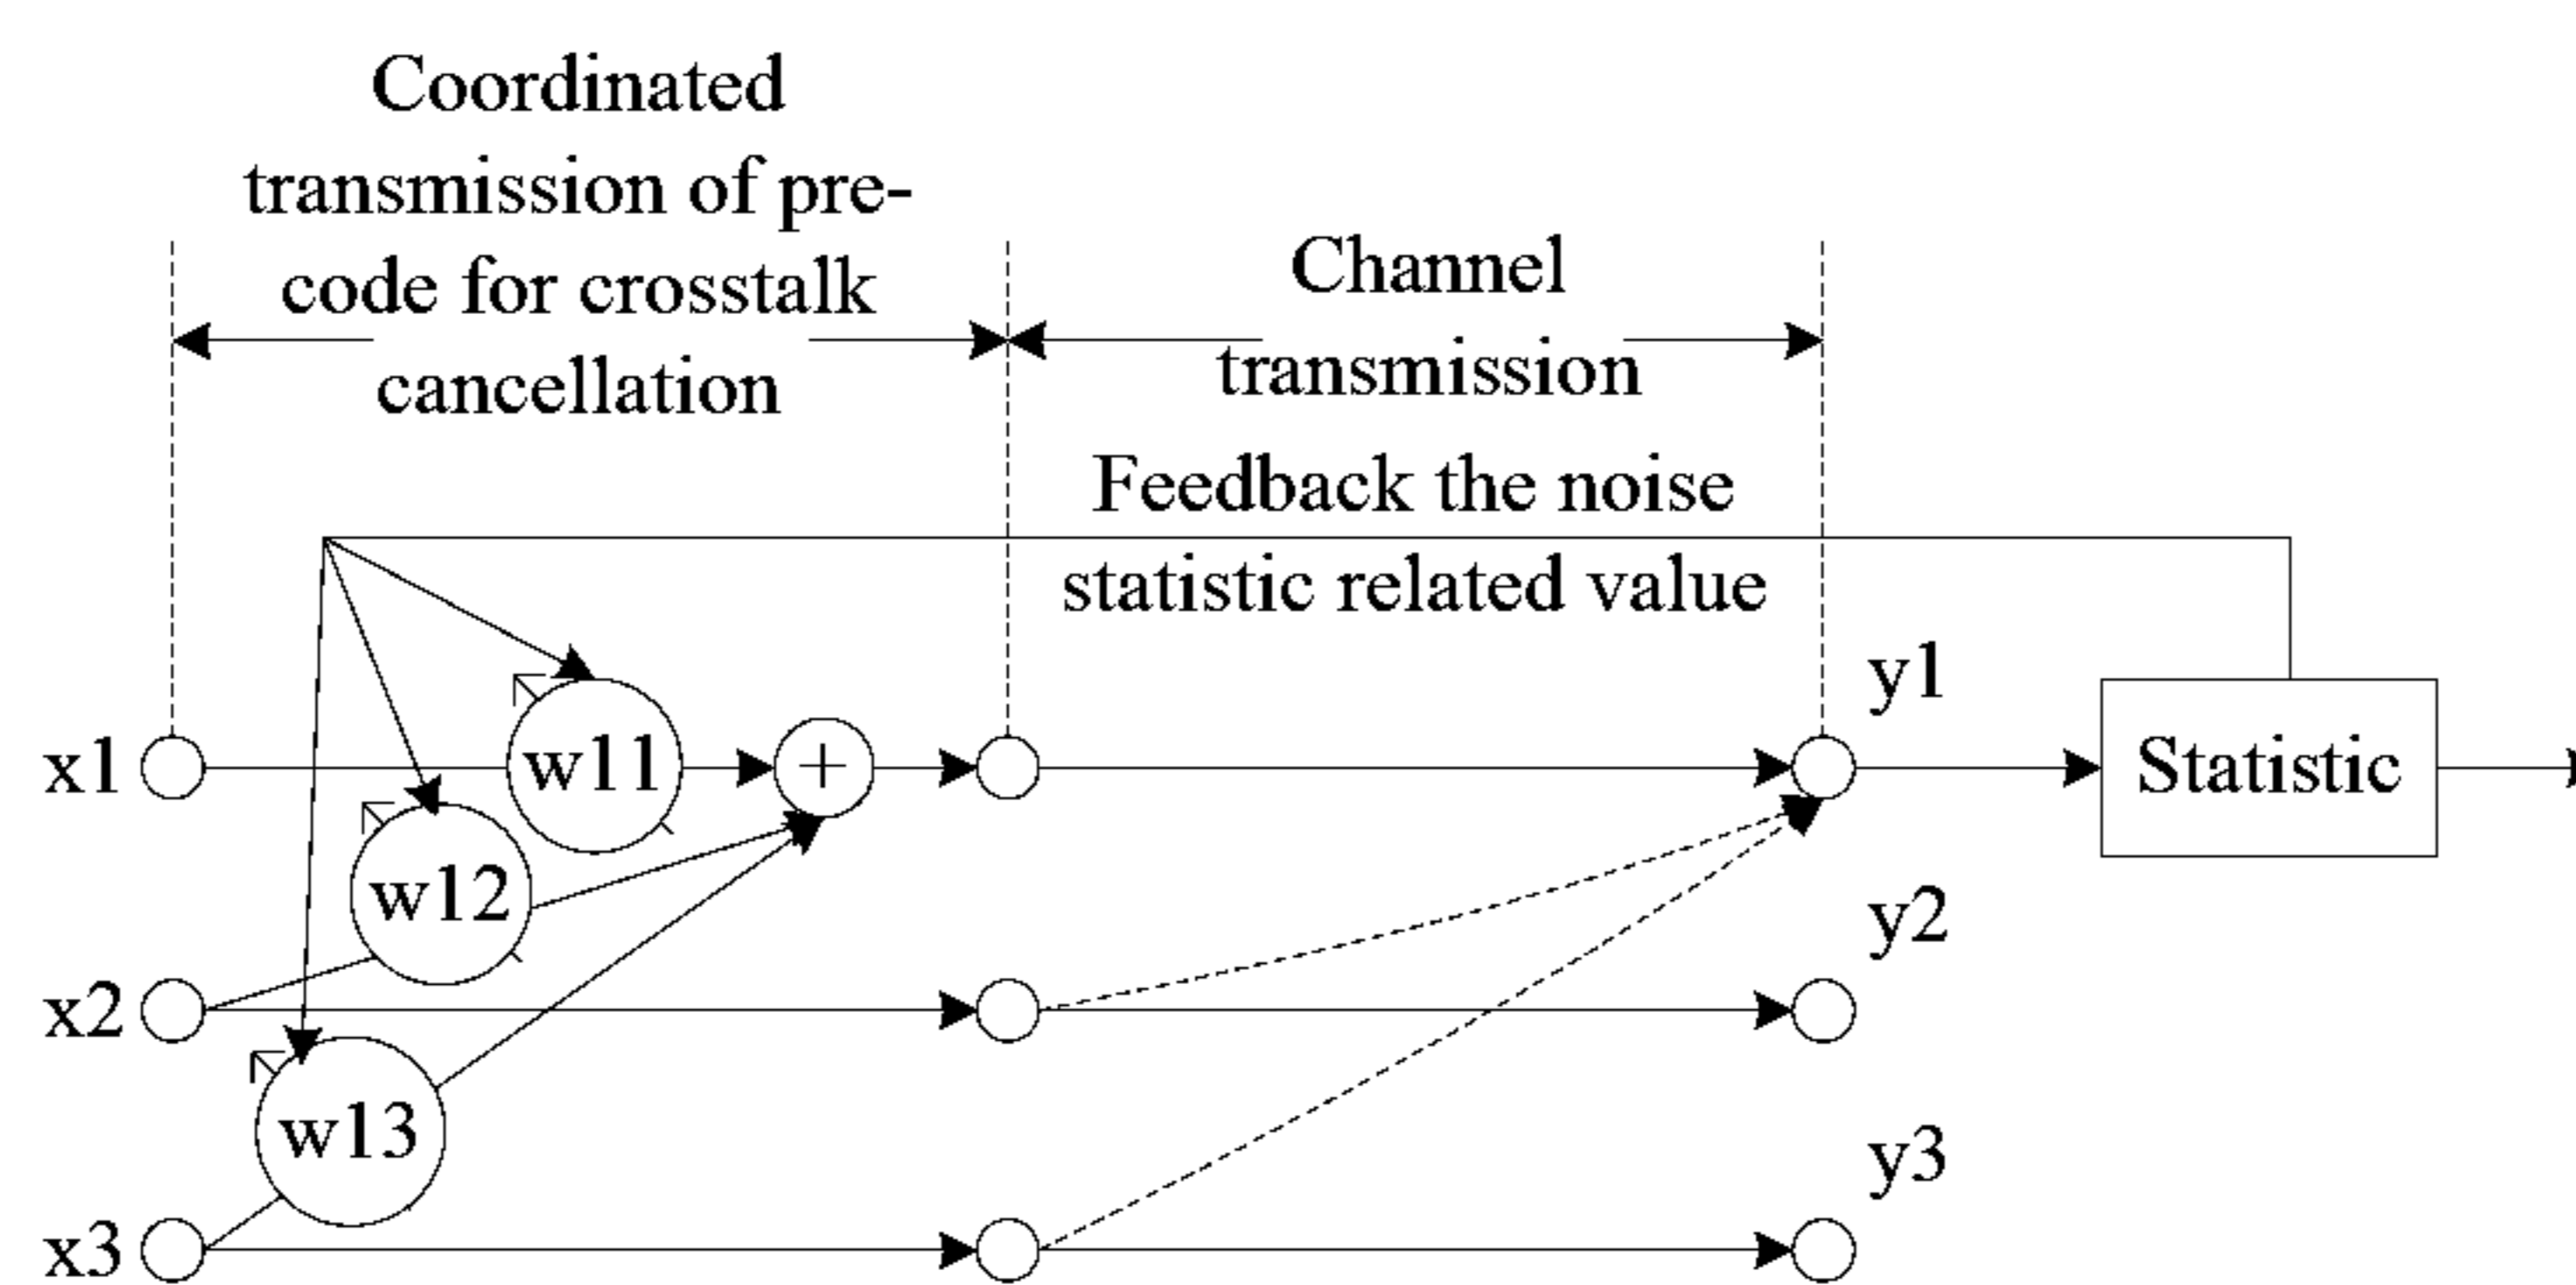 Coordinated
transmission of pre-
code for crosstalk
cancellation
Channel
transmission
Feedback the noise
statistic related value
y1
x1
w11
+
Statistic
w12
y2
x2
w13
y3
x3